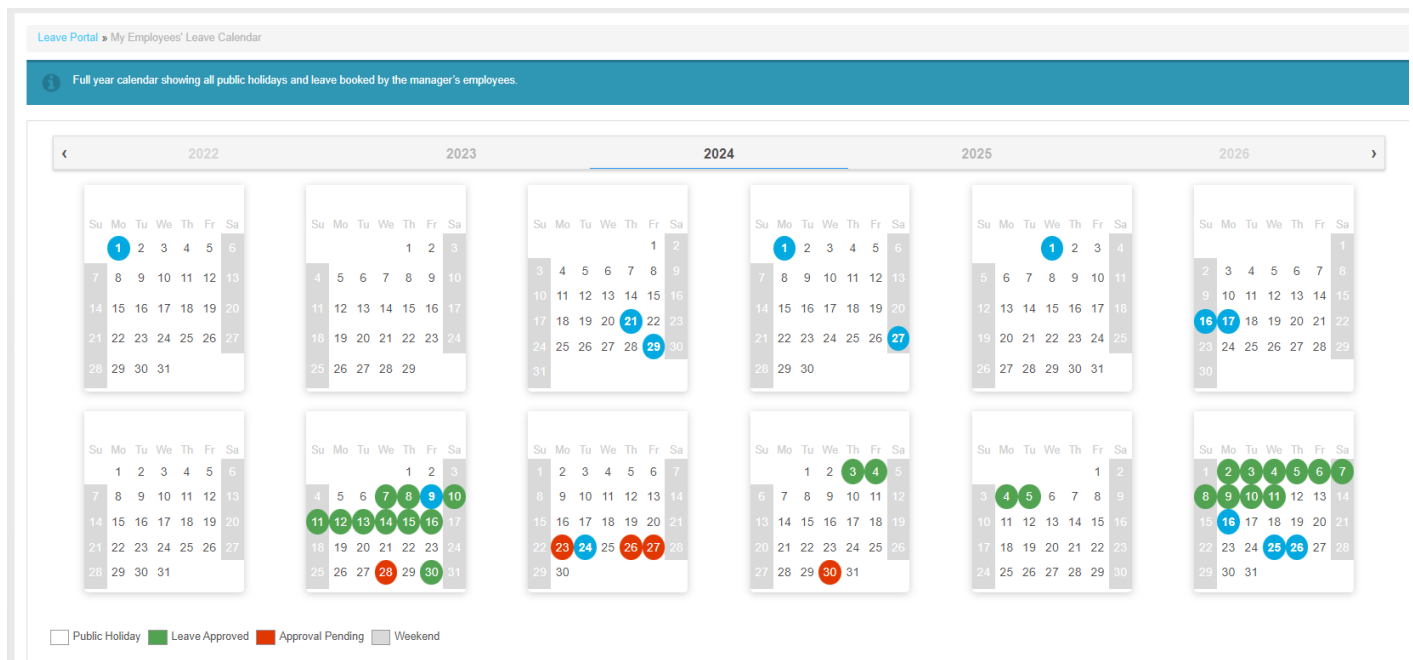 Leave Portal » My Employees' Leave Calendar
Full year calendar showing all public holidays and leave booked by the manager's employees.
‹ 2022 2023 2024 2025 2026 ›
Su Mo Tu We Th Fr Sa
1 2 3 4 5 6
7 8 9 10 11 12 13
14 15 16 17 18 19 20
21 22 23 24 25 26 27
28 29 30 31
Su Mo Tu We Th Fr Sa
1 2 3
4 5 6 7 8 9 10
11 12 13 14 15 16 17
18 19 20 21 22 23 24
25 26 27 28 29
Su Mo Tu We Th Fr Sa
1 2
3 4 5 6 7 8 9
10 11 12 13 14 15 16
17 18 19 20 21 22 23
24 25 26 27 28 29 30
31
Su Mo Tu We Th Fr Sa
1 2 3 4 5 6
7 8 9 10 11 12 13
14 15 16 17 18 19 20
21 22 23 24 25 26 27
28 29 30
Su Mo Tu We Th Fr Sa
1 2 3 4
5 6 7 8 9 10 11
12 13 14 15 16 17 18
19 20 21 22 23 24 25
26 27 28 29 30 31
Su Mo Tu We Th Fr Sa
1
2 3 4 5 6 7 8
9 10 11 12 13 14 15
16 17 18 19 20 21 22
23 24 25 26 27 28 29
30
Su Mo Tu We Th Fr Sa
1 2 3 4 5 6
7 8 9 10 11 12 13
14 15 16 17 18 19 20
21 22 23 24 25 26 27
28 29 30 31
Su Mo Tu We Th Fr Sa
1 2 3
4 5 6 7 8 9 10
11 12 13 14 15 16 17
18 19 20 21 22 23 24
25 26 27 28 29 30 31
Su Mo Tu We Th Fr Sa
1 2 3 4 5 6 7
8 9 10 11 12 13 14
15 16 17 18 19 20 21
22 23 24 25 26 27 28
29 30
Su Mo Tu We Th Fr Sa
1 2 3 4 5
6 7 8 9 10 11 12
13 14 15 16 17 18 19
20 21 22 23 24 25 26
27 28 29 30 31
Su Mo Tu We Th Fr Sa
1 2
3 4 5 6 7 8 9
10 11 12 13 14 15 16
17 18 19 20 21 22 23
24 25 26 27 28 29 30
Su Mo Tu We Th Fr Sa
1 2 3 4 5 6 7
8 9 10 11 12 13 14
15 16 17 18 19 20 21
22 23 24 25 26 27 28
29 30 31
Public Holiday Leave Approved Approval Pending Weekend